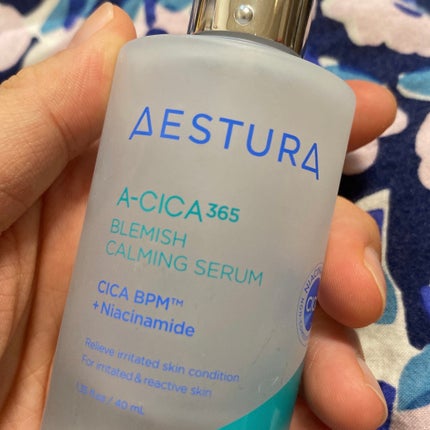 AESTURA
A-CICA365
BLEMISH
CALMING SERUM
CICA BPM™
+Niacinamide
Relieve irritated skin condition
For irritated & reactive skin
1.35 fl.oz / 40 mL